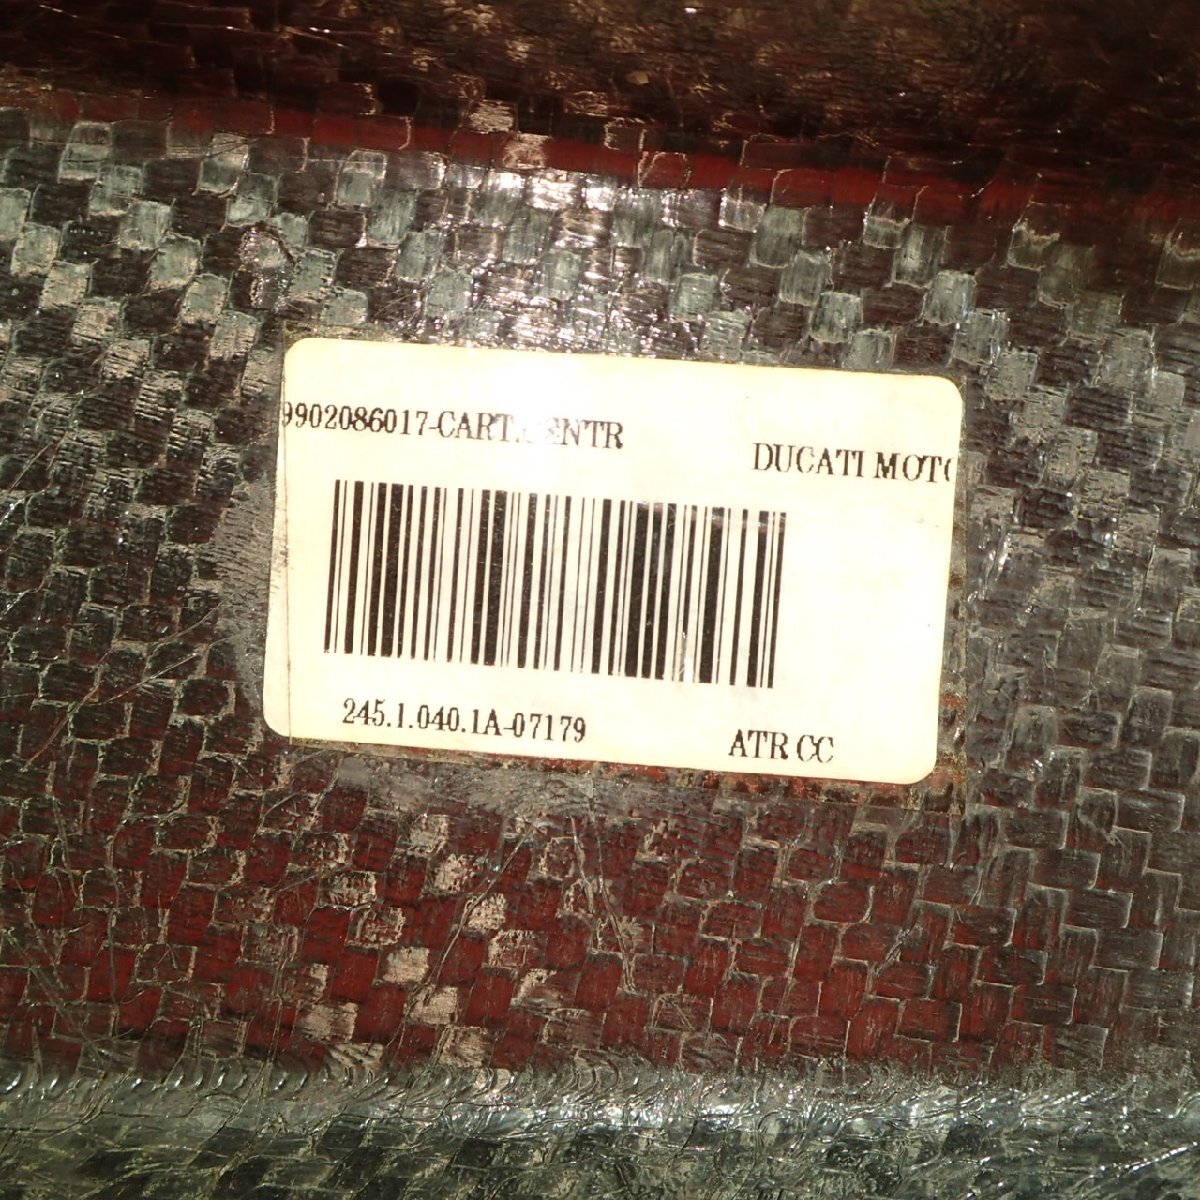 9902086017-CART.CENTR
DUCATI MOTO
245.1.040.1A-07179
ATR CC